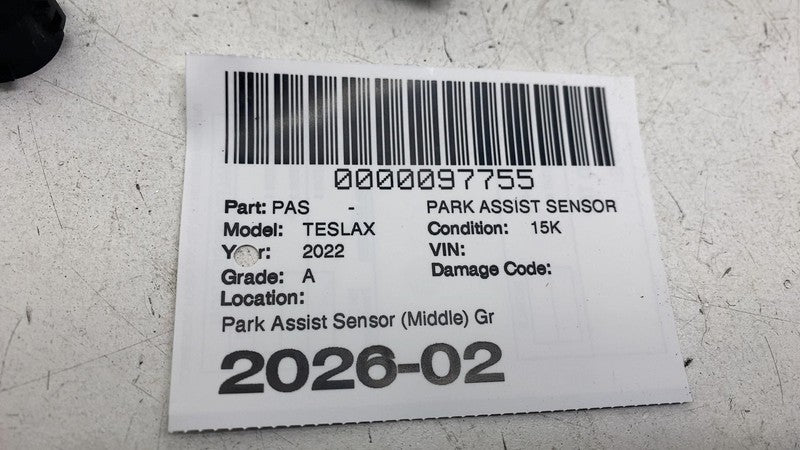 0000097755
Part: PAS - PARK ASSIST SENSOR
Model: TESLAX Condition: 15K
Year: 2022 VIN:
Grade: A Damage Code:
Location:
Park Assist Sensor (Middle) Gr
2026-02